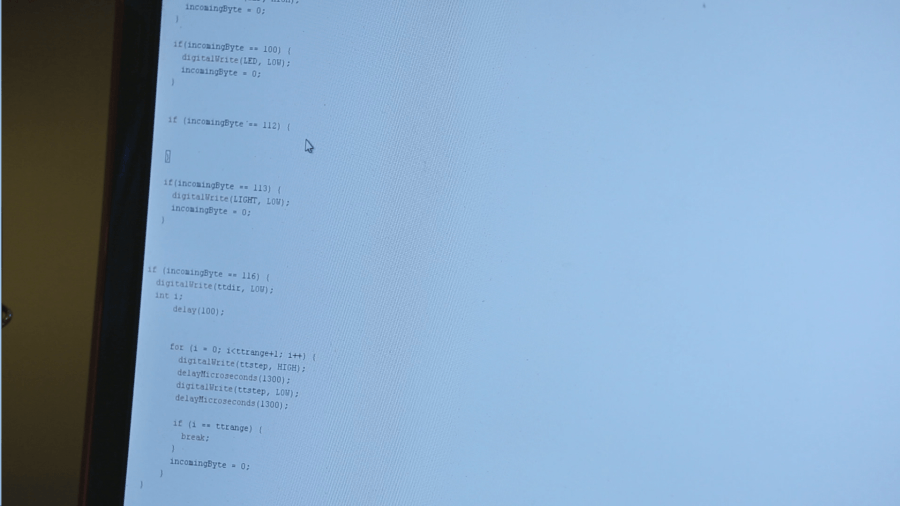 incomingByte = 0;
}
if(incomingByte == 100) {
digitalWrite(LED, LOW);
incomingByte = 0;
}
if (incomingByte == 112) {
}
if(incomingByte == 113) {
digitalWrite(LIGHT, LOW);
incomingByte = 0;
}
if (incomingByte == 116) {
digitalWrite(ttdir, LOW);
int i;
delay(100);
for (i = 0; i<ttrange+1; i++) {
digitalWrite(ttstep, HIGH);
delayMicroseconds(1300);
digitalWrite(ttstep, LOW);
delayMicroseconds(1300);
if (i == ttrange) {
break;
}
incomingByte = 0;
}
}